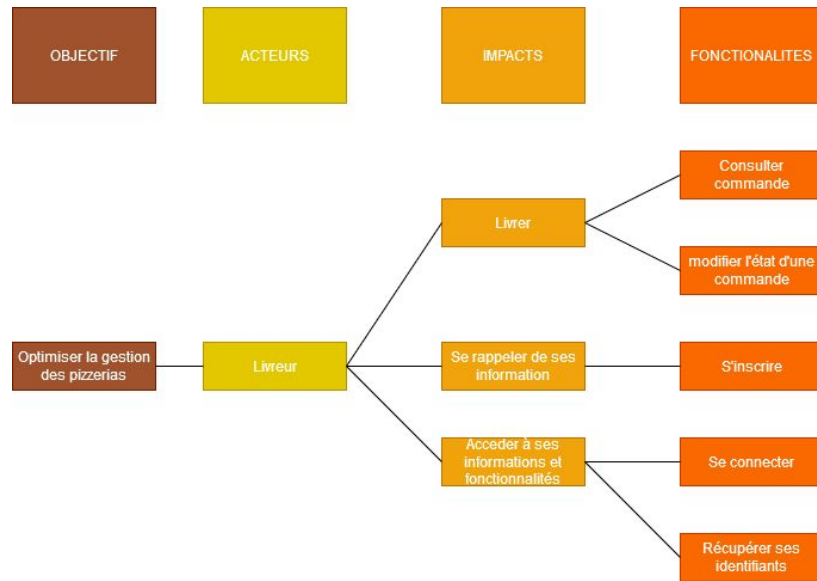 OBJECTIF
ACTEURS
IMPACTS
FONCTIONALITES
Consulter
commande
Livrer
modifier l'état d'une
commande
Optimiser la gestion
des pizzerias
Livreur
Se rappeler de ses
information
S'inscrire
Acceder à ses
informations et
fonctionnalités
Se connecter
Récupérer ses
identifiants